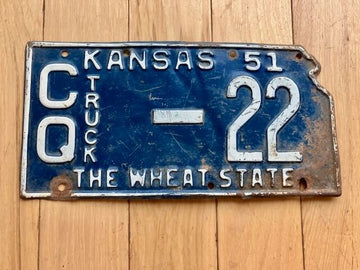 KANSAS 51
CQ
TRUCK
- 22
THE WHEAT STATE